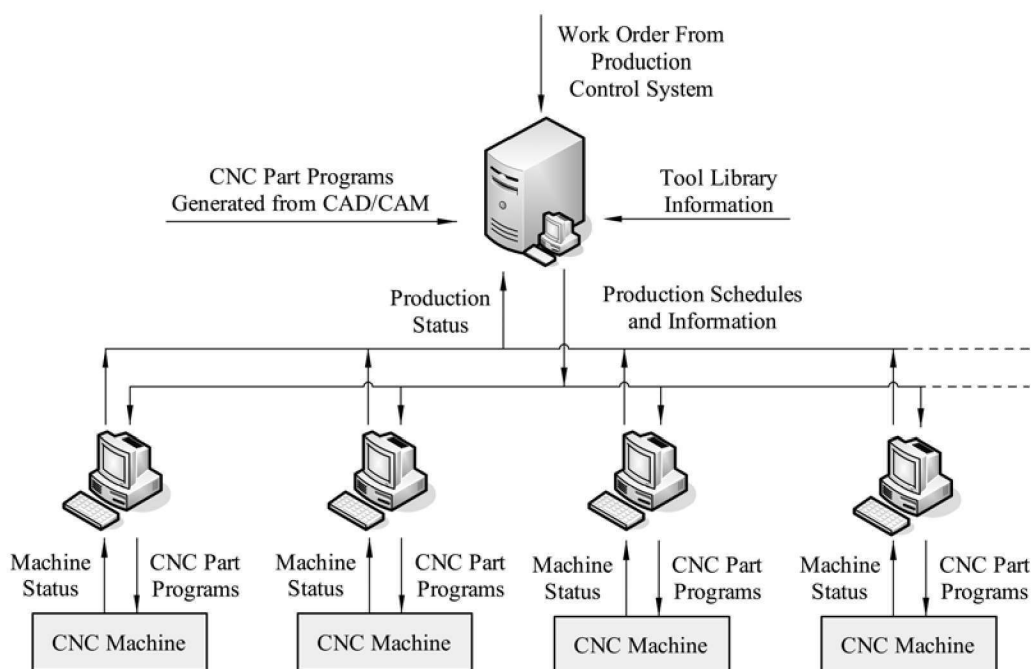 Work Order From
Production
Control System
CNC Part Programs
Generated from CAD/CAM
Tool Library
Information
Production
Status
Production Schedules
and Information
Machine
Status
CNC Part
Programs
Machine
Status
CNC Part
Programs
Machine
Status
CNC Part
Programs
Machine
Status
CNC Part
Programs
CNC Machine
CNC Machine
CNC Machine
CNC Machine